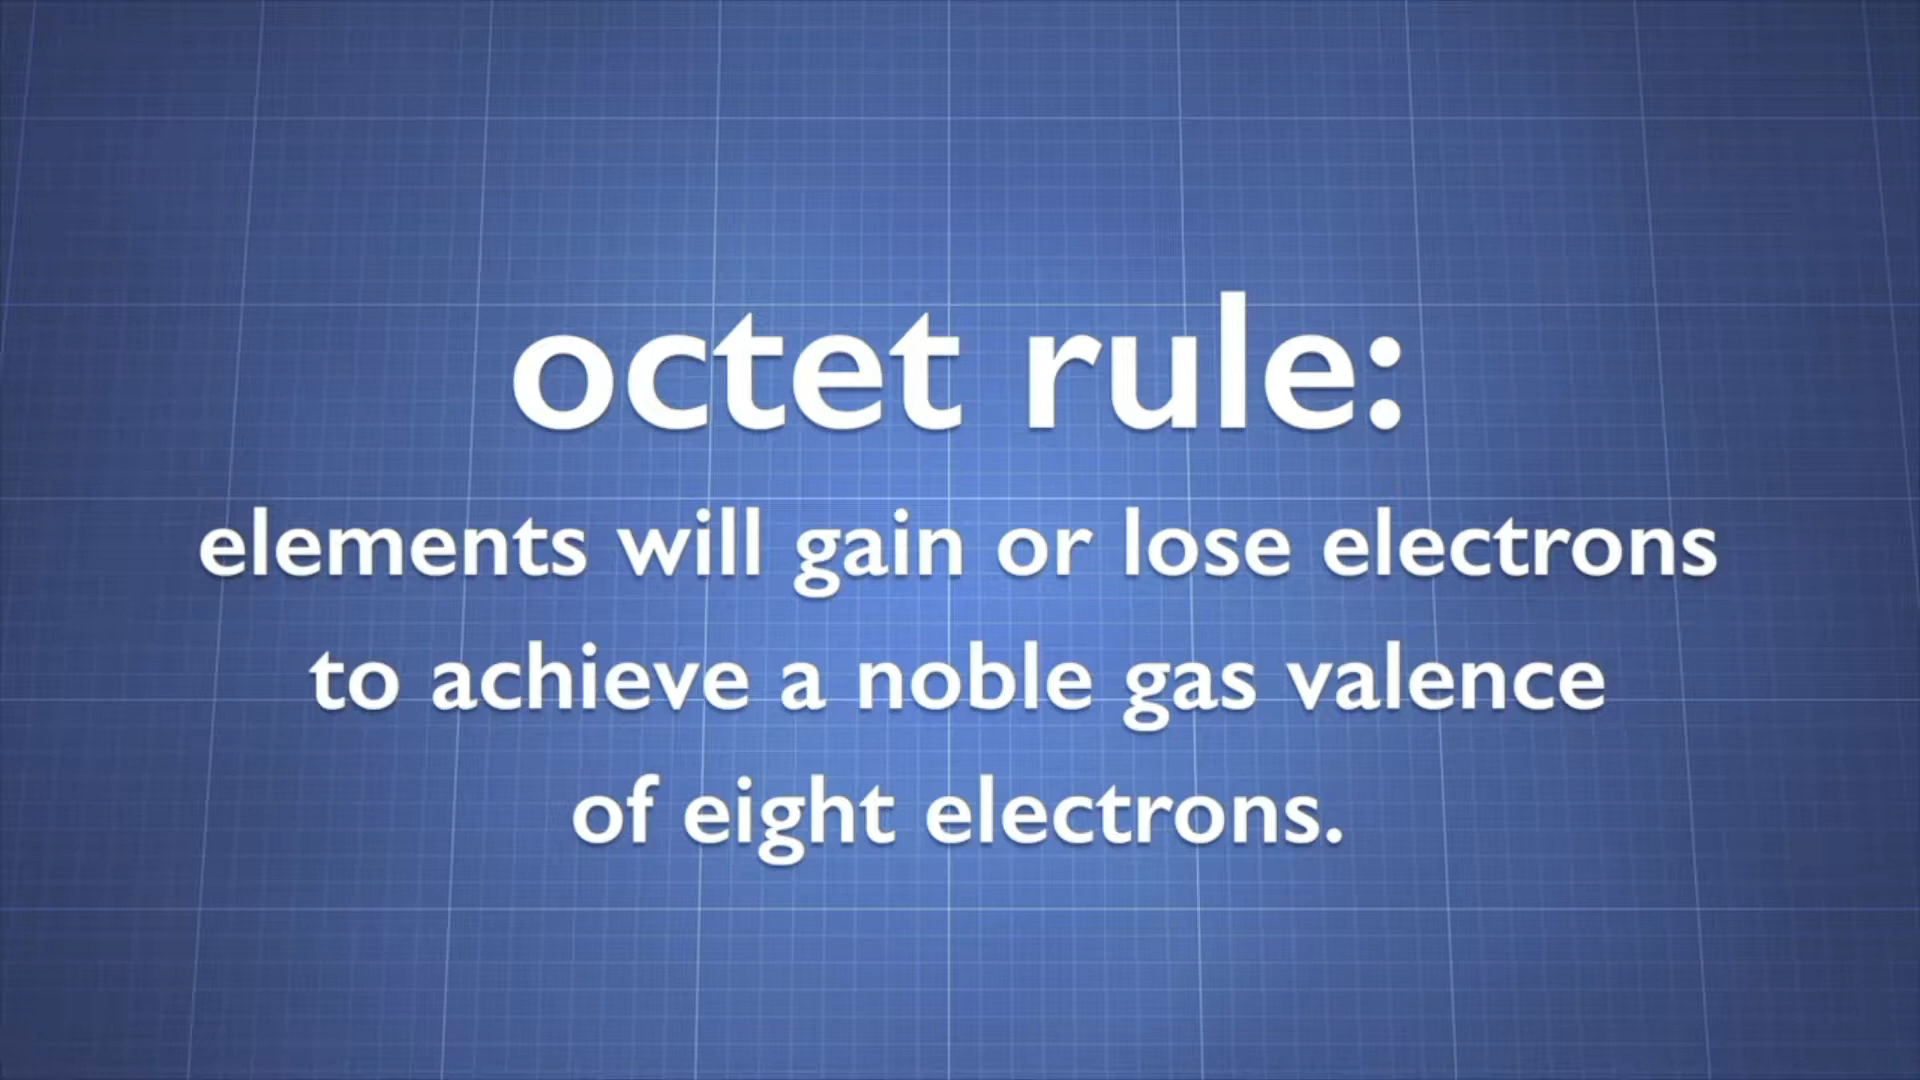 octet rule:
elements will gain or lose electrons
to achieve a noble gas valence
of eight electrons.